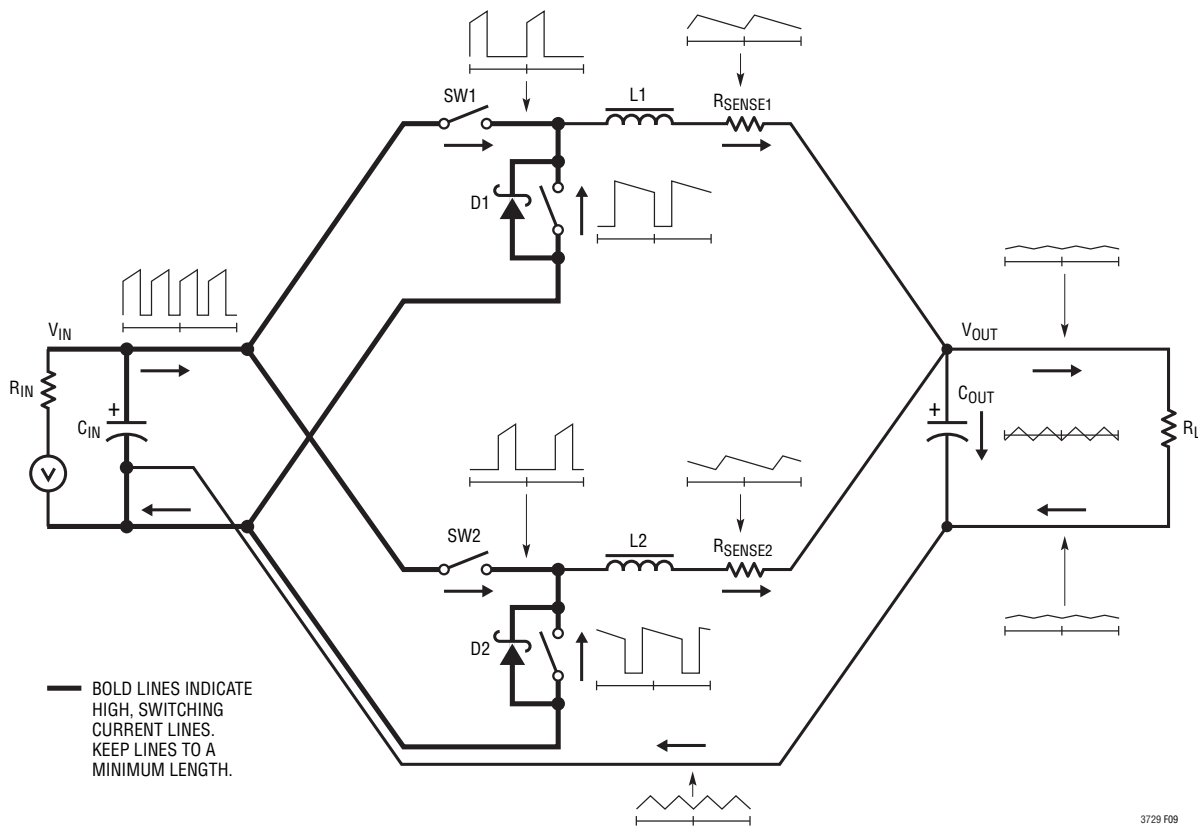 SW1
L1
RSENSE1
D1
VIN
RIN
+
CIN
V
VOUT
+
COUT
RL
SW2
L2
RSENSE2
D2
BOLD LINES INDICATE
HIGH, SWITCHING
CURRENT LINES.
KEEP LINES TO A
MINIMUM LENGTH.
3729 F09